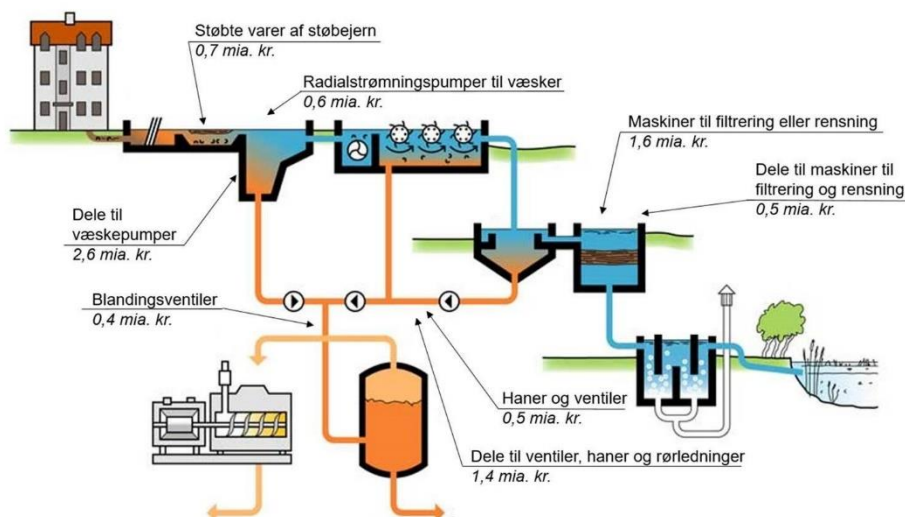 Støbte varer af støbejern
0,7 mia. kr.
Radialstrømningspumper til væsker
0,6 mia. kr.
Maskiner til filtrering eller rensning
1,6 mia. kr.
Dele til maskiner til
filtrering og rensning
0,5 mia. kr.
Dele til
væskepumper
2,6 mia. kr.
Blandingsventiler
0,4 mia. kr.
Haner og ventiler
0,5 mia. kr.
Dele til ventiler, haner og rørledninger
1,4 mia. kr.